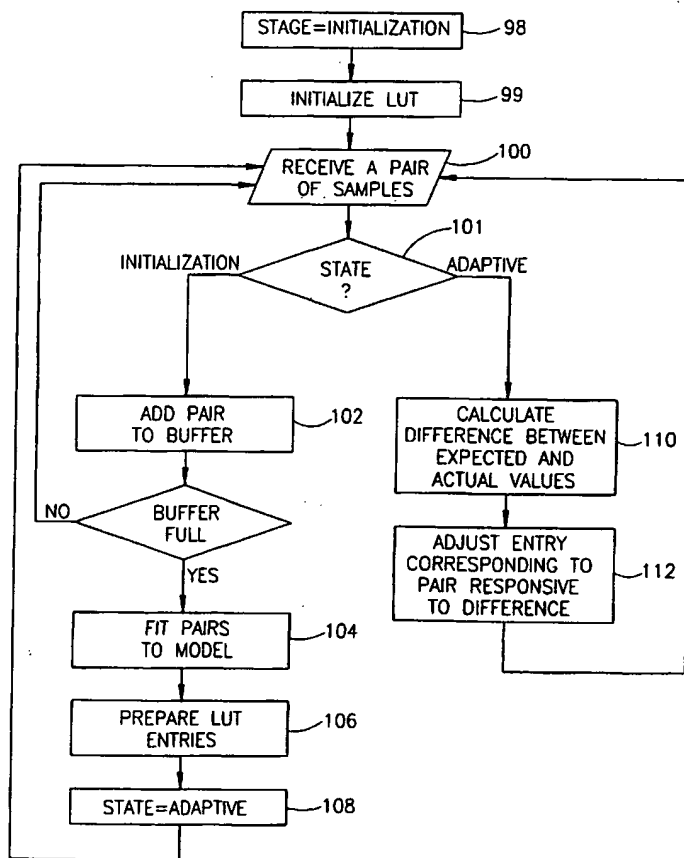 STAGE=INITIALIZATION
98
INITIALIZE LUT
99
RECEIVE A PAIR
OF SAMPLES
100
101
INITIALIZATION
STATE
?
ADAPTIVE
ADD PAIR
TO BUFFER
102
CALCULATE
DIFFERENCE BETWEEN
EXPECTED AND
ACTUAL VALUES
110
NO
BUFFER
FULL
YES
ADJUST ENTRY
CORRESPONDING TO
PAIR RESPONSIVE
TO DIFFERENCE
112
FIT PAIRS
TO MODEL
104
PREPARE LUT
ENTRIES
106
STATE=ADAPTIVE
108